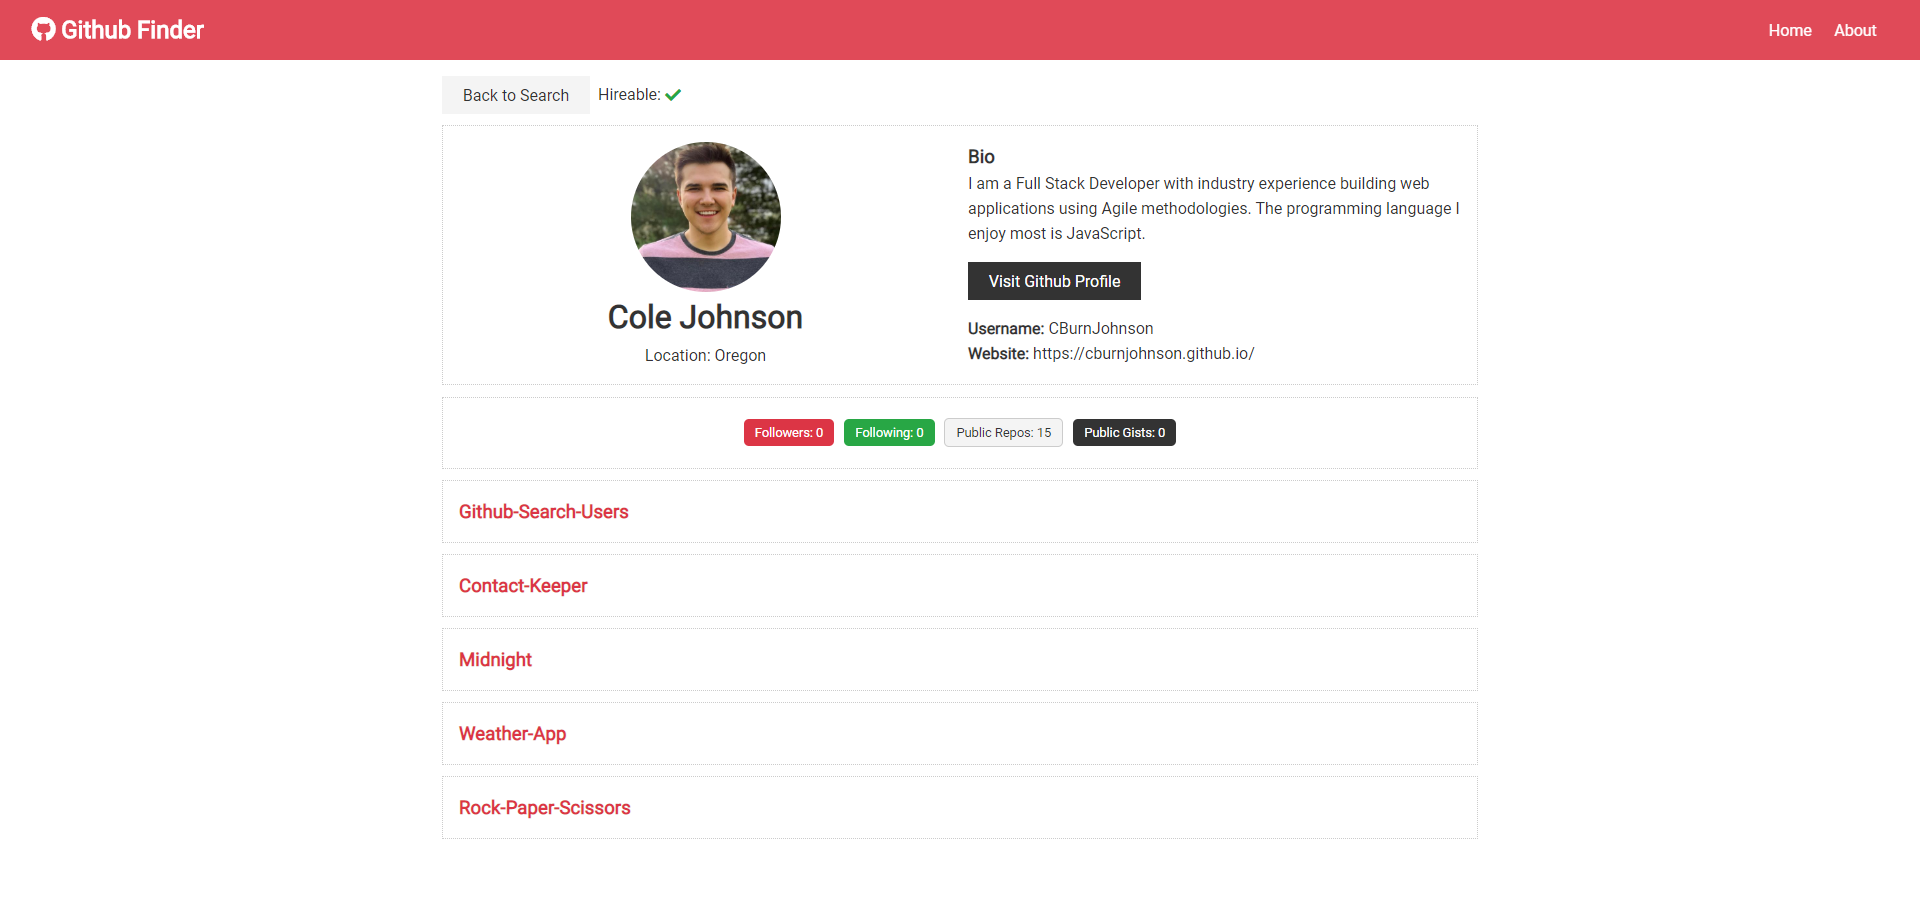 Github Finder
Home
About
Back to Search
Hireable:
Cole Johnson
Location: Oregon
Bio
I am a Full Stack Developer with industry experience building web
applications using Agile methodologies. The programming language I
enjoy most is JavaScript.
Visit Github Profile
Username: CBurnJohnson
Website: https://cburnjohnson.github.io/
Followers: 0
Following: 0
Public Repos: 15
Public Gists: 0
Github-Search-Users
Contact-Keeper
Midnight
Weather-App
Rock-Paper-Scissors